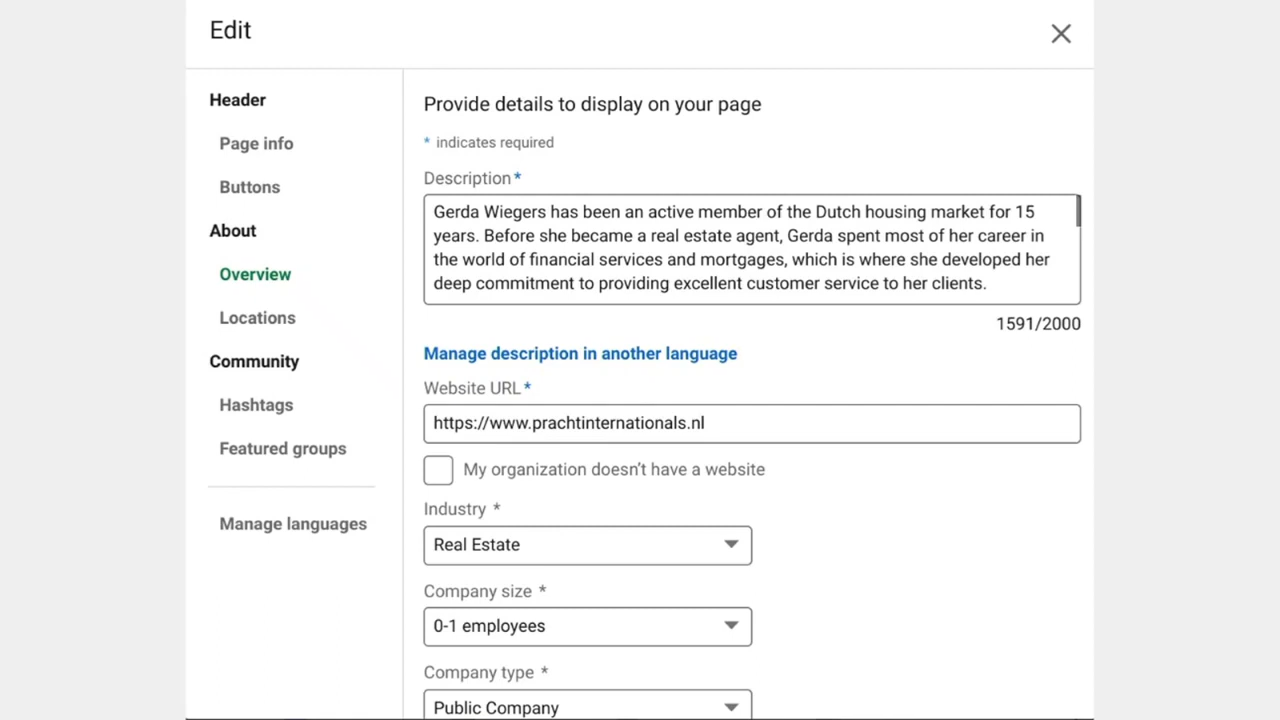 Edit
Header
Page info
Buttons
About
Overview
Locations
Community
Hashtags
Featured groups
Manage languages
Provide details to display on your page
* indicates required
Description*
Gerda Wiegers has been an active member of the Dutch housing market for 15
years. Before she became a real estate agent, Gerda spent most of her career in
the world of financial services and mortgages, which is where she developed her
deep commitment to providing excellent customer service to her clients.
1591/2000
Manage description in another language
Website URL*
https://www.prachtinternationals.nl
My organization doesn't have a website
Industry *
Real Estate
Company size *
0-1 employees
Company type *
Public Company